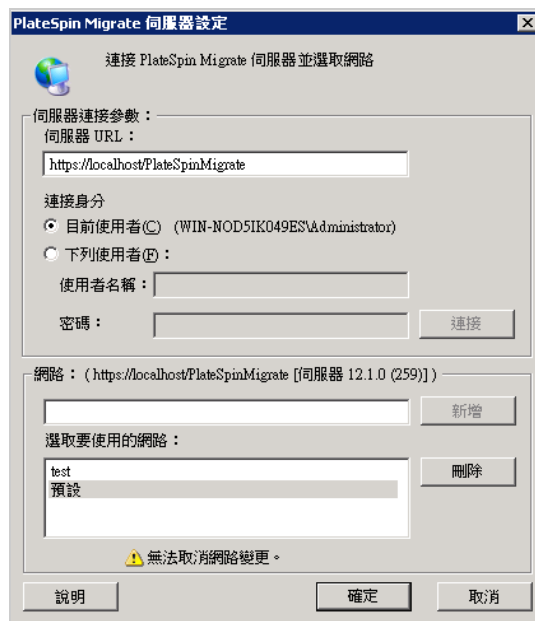 PlateSpin Migrate 伺服器設定
連接 PlateSpin Migrate 伺服器並選取網路
伺服器連接參數：
伺服器 URL：
https://localhost/PlateSpinMigrate
連接身分
目前使用者(C) (WIN-NOD5IK049ES\Administrator)
下列使用者(F)：
使用者名稱：
密碼： 連接
網路： ( https://localhost/PlateSpinMigrate [伺服器 12.1.0 (259)] )
新增
選取要使用的網路：
test 刪除
預設
無法取消網路變更。
說明 確定 取消